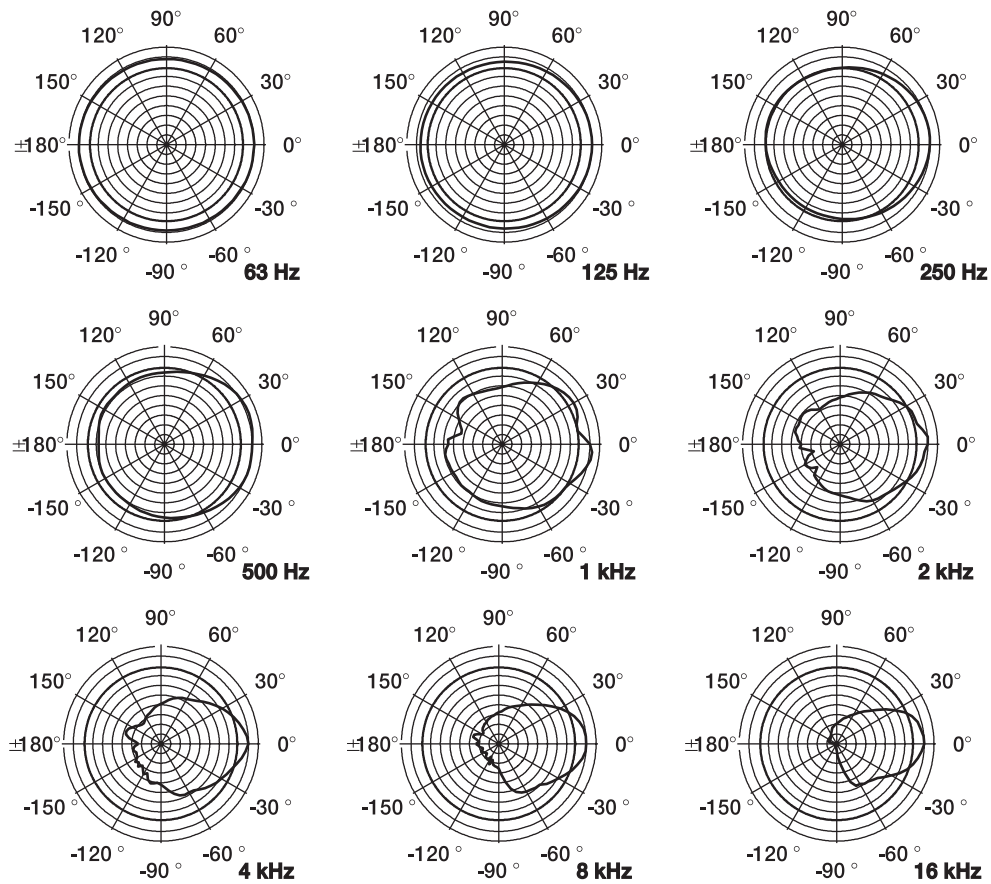 90° 90° 90°
120° 60° 120° 60° 120° 60°
150° 30° 150° 30° 150° 30°
±180° 0° ±180° 0° ±180° 0°
-150 ° -30 ° -150 ° -30 ° -150 ° -30 °
-120 ° -60 ° -120 ° -60 ° -120 ° -60 °
-90 ° 63 Hz -90 ° 125 Hz -90 ° 250 Hz
90° 90° 90°
120° 60° 120° 60° 120° 60°
150° 30° 150° 30° 150° 30°
±180° 0° ±180° 0° ±180° 0°
-150 ° -30 ° -150 ° -30 ° -150 ° -30 °
-120 ° -60 ° -120 ° -60 ° -120 ° -60 °
-90 ° 500 Hz -90 ° 1 kHz -90 ° 2 kHz
90° 90° 90°
120° 60° 120° 60° 120° 60°
150° 30° 150° 30° 150° 30°
±180° 0° ±180° 0° ±180° 0°
-150 ° -30 ° -150 ° -30 ° -150 ° -30 °
-120 ° -60 ° -120 ° -60 ° -120 ° -60 °
-90 ° 4 kHz -90 ° 8 kHz -90 ° 16 kHz